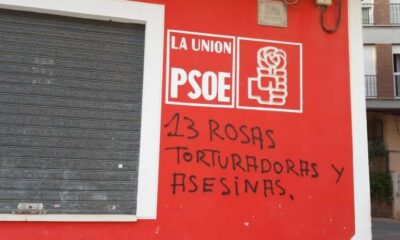 LA UNION
PSOE
13 ROSAS
TORTURADORAS Y
ASESINAS.